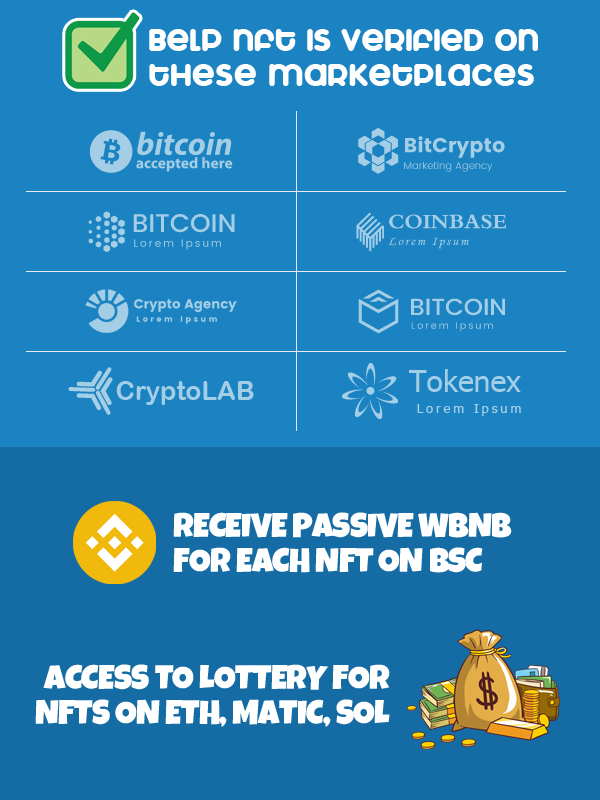 Belp nft is verified on
these marketplaces
bitcoin
accepted here
BitCrypto
Marketing Agency
BITCOIN
Lorem Ipsum
COINBASE
Lorem Ipsum
Crypto Agency
Lorem Ipsum
BITCOIN
Lorem Ipsum
CryptoLAB
Tokenex
Lorem Ipsum
RECEIVE PASSIVE WBNB
FOR EACH NFT ON BSC
ACCESS TO LOTTERY FOR
NFTS ON ETH, MATIC, SOL